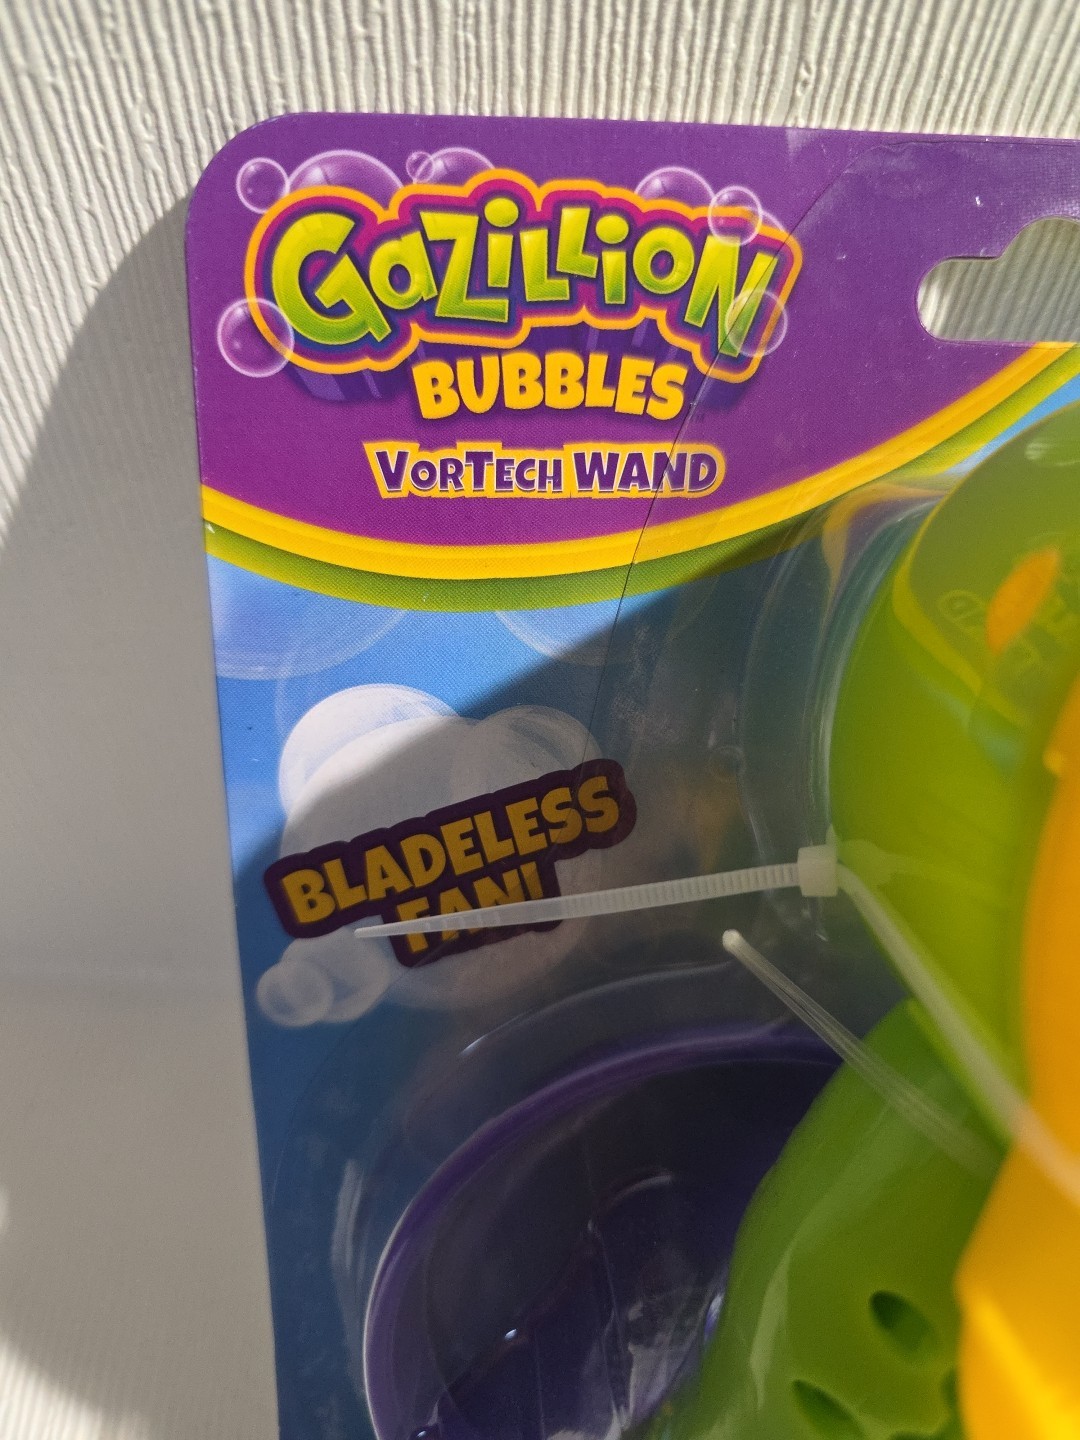 GaZiLLiON
BUBBLES
VORTECH WAND
BLADELESS
FAN!